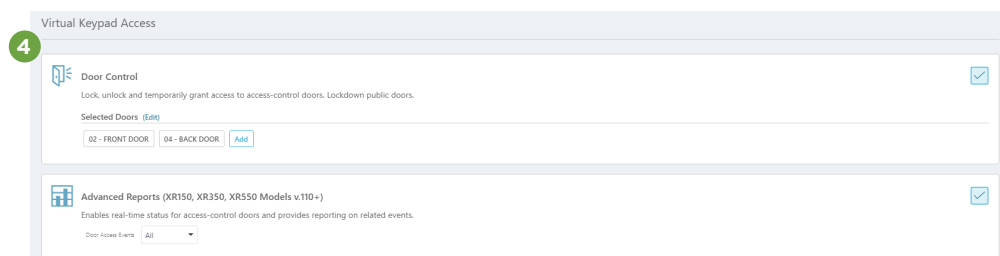 Virtual Keypad Access
4
Door Control
Lock, unlock and temporarily grant access to access-control doors. Lockdown public doors.
Selected Doors (Edit)
02 - FRONT DOOR 04 - BACK DOOR Add
Advanced Reports (XR150, XR350, XR550 Models v.110+)
Enables real-time status for access-control doors and provides reporting on related events.
Door Access Events All